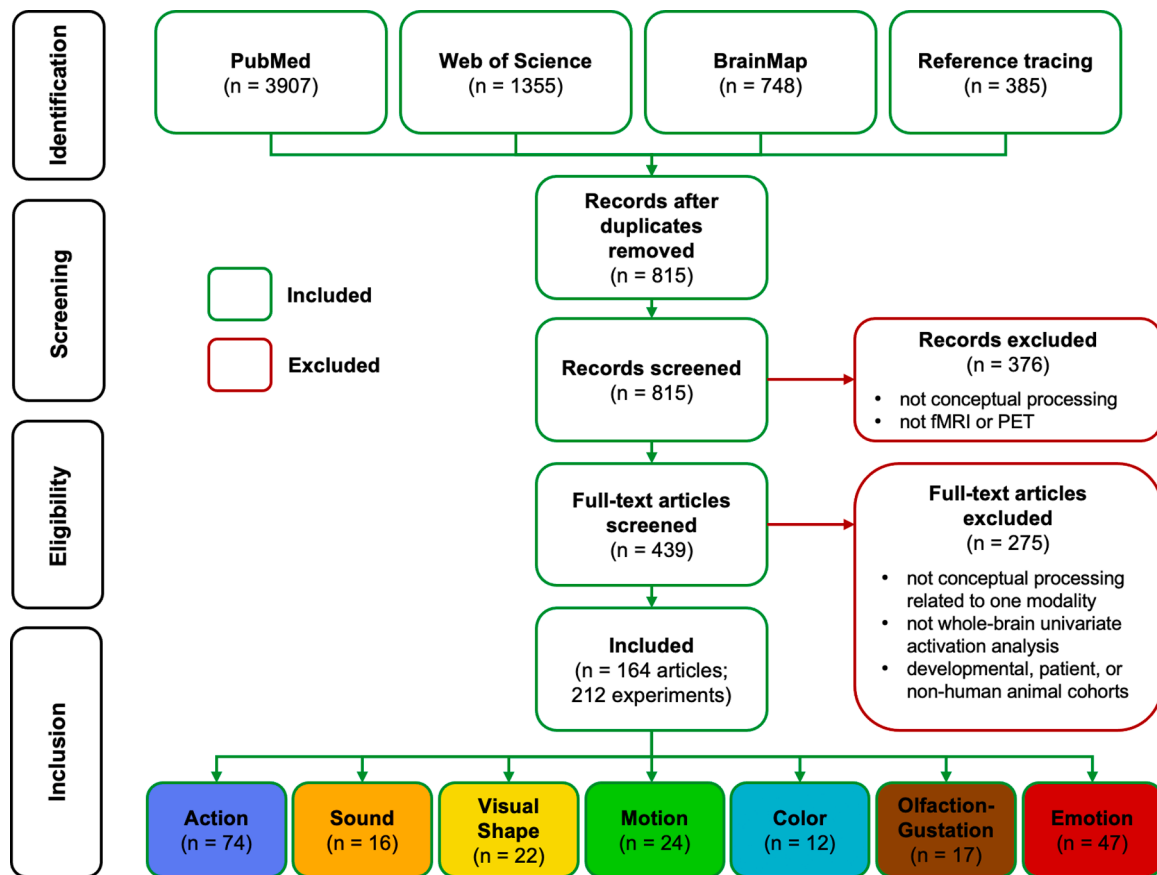 Identification
PubMed
(n = 3907)
Web of Science
(n = 1355)
BrainMap
(n = 748)
Reference tracing
(n = 385)
Screening
Records after
duplicates
removed
(n = 815)
Included
Excluded
Records screened
(n = 815)
Records excluded
(n = 376)
• not conceptual processing
• not fMRI or PET
Eligibility
Full-text articles
screened
(n = 439)
Full-text articles
excluded
(n = 275)
• not conceptual processing
related to one modality
• not whole-brain univariate
activation analysis
• developmental, patient, or
non-human animal cohorts
Inclusion
Included
(n = 164 articles;
212 experiments)
Action
(n = 74)
Sound
(n = 16)
Visual
Shape
(n = 22)
Motion
(n = 24)
Color
(n = 12)
Olfaction-
Gustation
(n = 17)
Emotion
(n = 47)